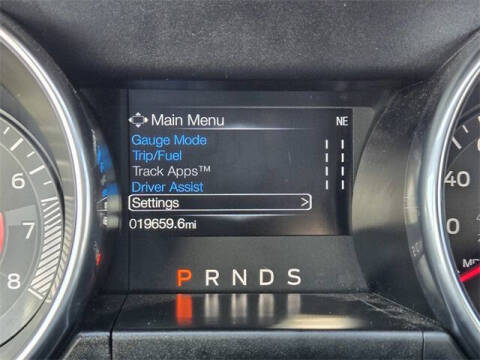 Main Menu NE
Gauge Mode
Trip/Fuel
Track Apps™
Driver Assist
Settings >
019659.6mi
P R N D S
6
7
8
40
0